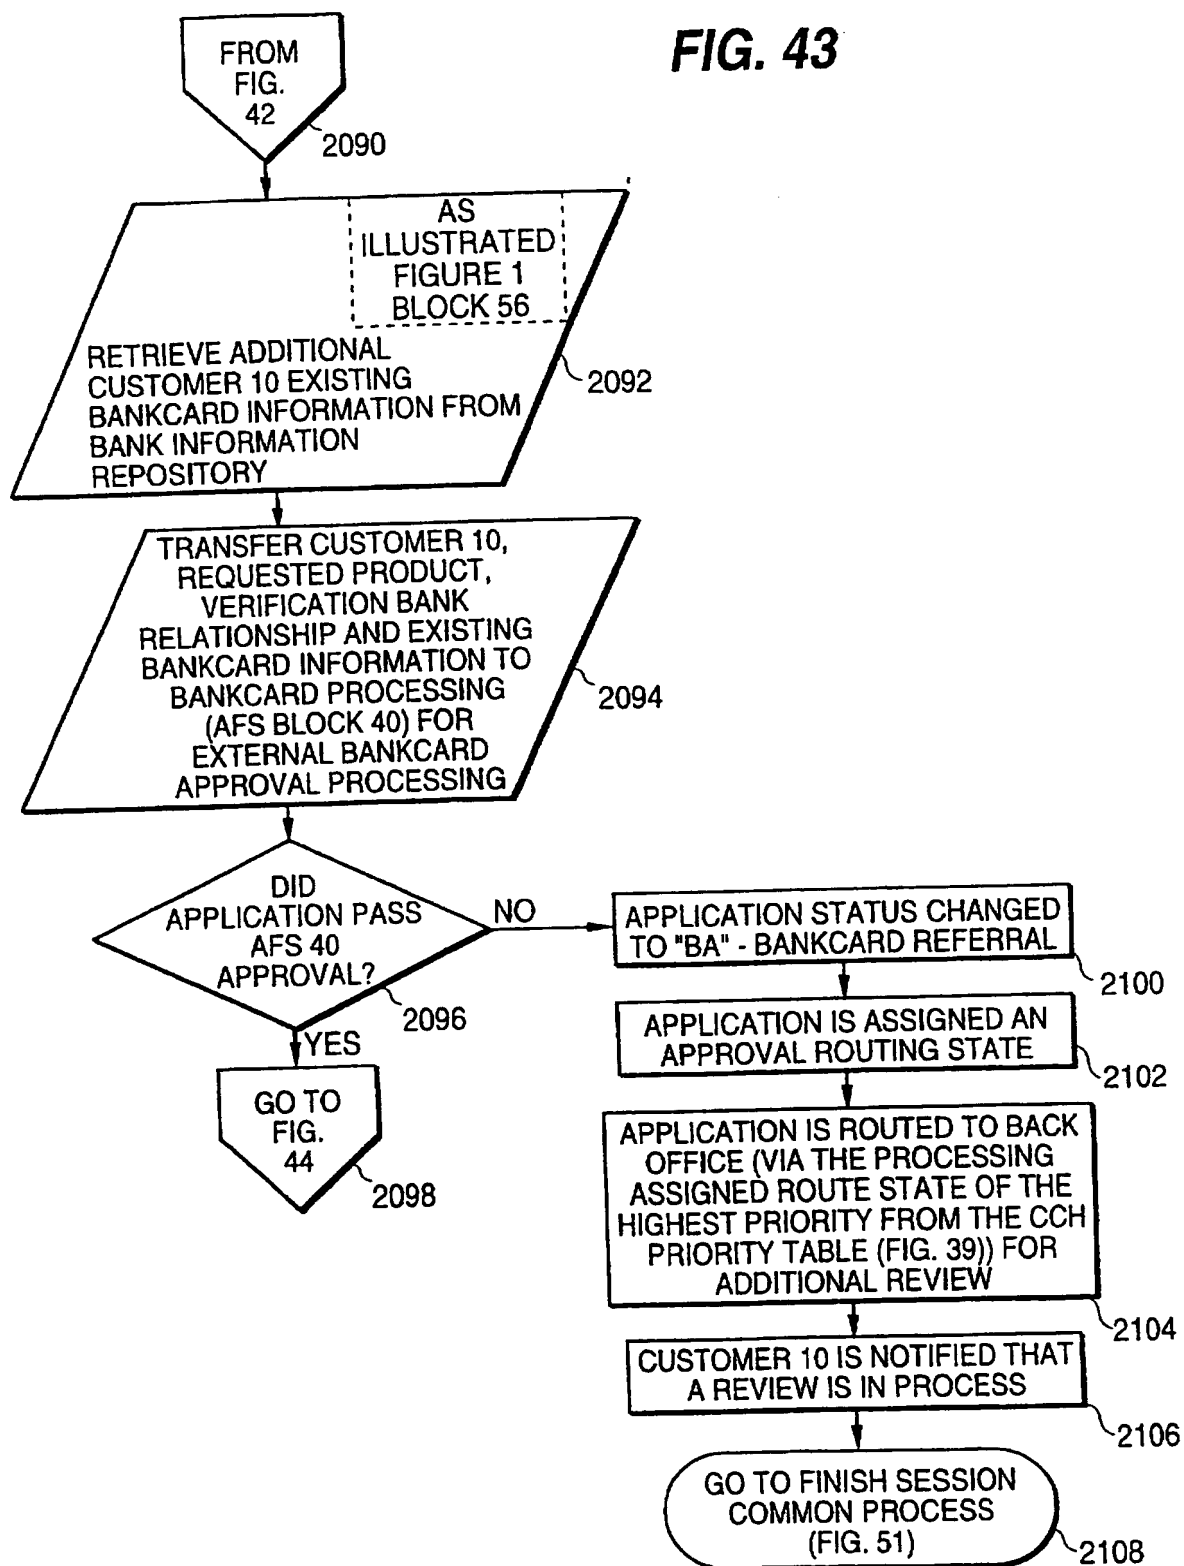 FIG. 43
FROM
FIG.
42
2090
AS
ILLUSTRATED
FIGURE 1
BLOCK 56
RETRIEVE ADDITIONAL
CUSTOMER 10 EXISTING
BANKCARD INFORMATION FROM
BANK INFORMATION
REPOSITORY
2092
TRANSFER CUSTOMER 10,
REQUESTED PRODUCT,
VERIFICATION BANK
RELATIONSHIP AND EXISTING
BANKCARD INFORMATION TO
BANKCARD PROCESSING
(AFS BLOCK 40) FOR
EXTERNAL BANKCARD
APPROVAL PROCESSING
2094
DID
APPLICATION PASS
AFS 40
APPROVAL?
2096
NO
YES
GO TO
FIG.
44
2098
APPLICATION STATUS CHANGED
TO "BA" - BANKCARD REFERRAL
2100
APPLICATION IS ASSIGNED AN
APPROVAL ROUTING STATE
2102
APPLICATION IS ROUTED TO BACK
OFFICE (VIA THE PROCESSING
ASSIGNED ROUTE STATE OF THE
HIGHEST PRIORITY FROM THE CCH
PRIORITY TABLE (FIG. 39)) FOR
ADDITIONAL REVIEW
2104
CUSTOMER 10 IS NOTIFIED THAT
A REVIEW IS IN PROCESS
2106
GO TO FINISH SESSION
COMMON PROCESS
(FIG. 51)
2108